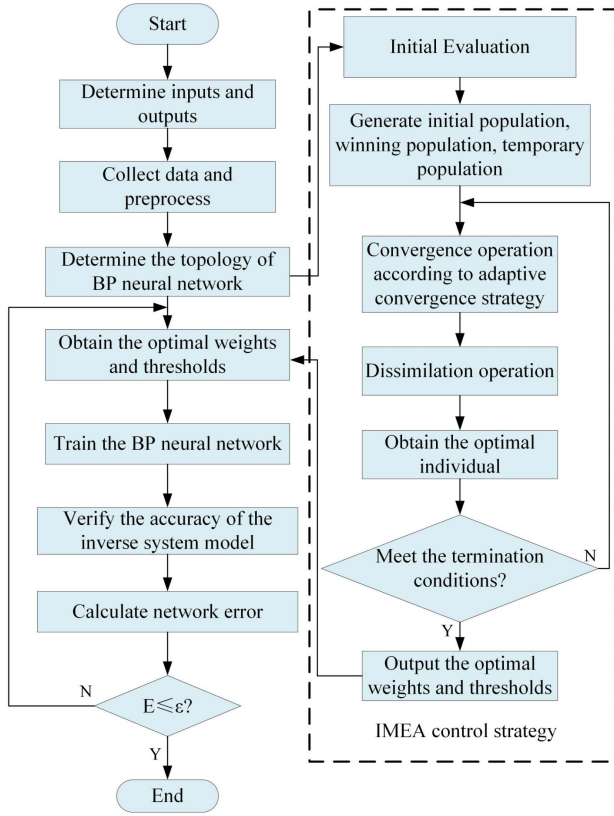 Start
Determine inputs and
outputs
Collect data and
preprocess
Determine the topology of
BP neural network
Obtain the optimal weights
and thresholds
Train the BP neural network
Verify the accuracy of the
inverse system model
Calculate network error
N
E≤ε?
Y
End
Initial Evaluation
Generate initial population,
winning population, temporary
population
Convergence operation
according to adaptive
convergence strategy
Dissimilation operation
Obtain the optimal
individual
Meet the termination
conditions?
N
Y
Output the optimal
weights and thresholds
IMEA control strategy